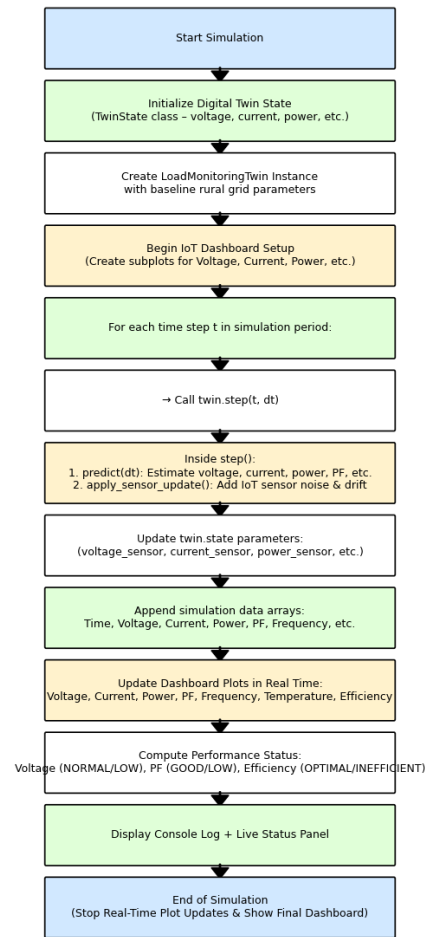 Start Simulation
Initialize Digital Twin State
(TwinState class – voltage, current, power, etc.)
Create LoadMonitoringTwin Instance
with baseline rural grid parameters
Begin IoT Dashboard Setup
(Create subplots for Voltage, Current, Power, etc.)
For each time step t in simulation period:
→ Call twin.step(t, dt)
Inside step():
1. predict(dt): Estimate voltage, current, power, PF, etc.
2. apply_sensor_update(): Add IoT sensor noise & drift
Update twin.state parameters:
(voltage_sensor, current_sensor, power_sensor, etc.)
Append simulation data arrays:
Time, Voltage, Current, Power, PF, Frequency, etc.
Update Dashboard Plots in Real Time:
Voltage, Current, Power, PF, Frequency, Temperature, Efficiency
Compute Performance Status:
Voltage (NORMAL/LOW), PF (GOOD/LOW), Efficiency (OPTIMAL/INEFFICIENT)
Display Console Log + Live Status Panel
End of Simulation
(Stop Real-Time Plot Updates & Show Final Dashboard)